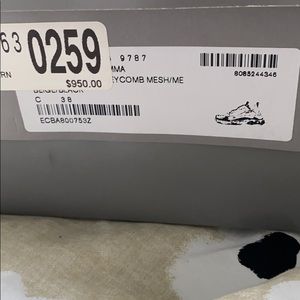 63
0259
RN
$950.00
9787
MMA
EYCOMB MESH/ME
BEIGE/BLACK
C 38
ECBA800753Z
8085244346